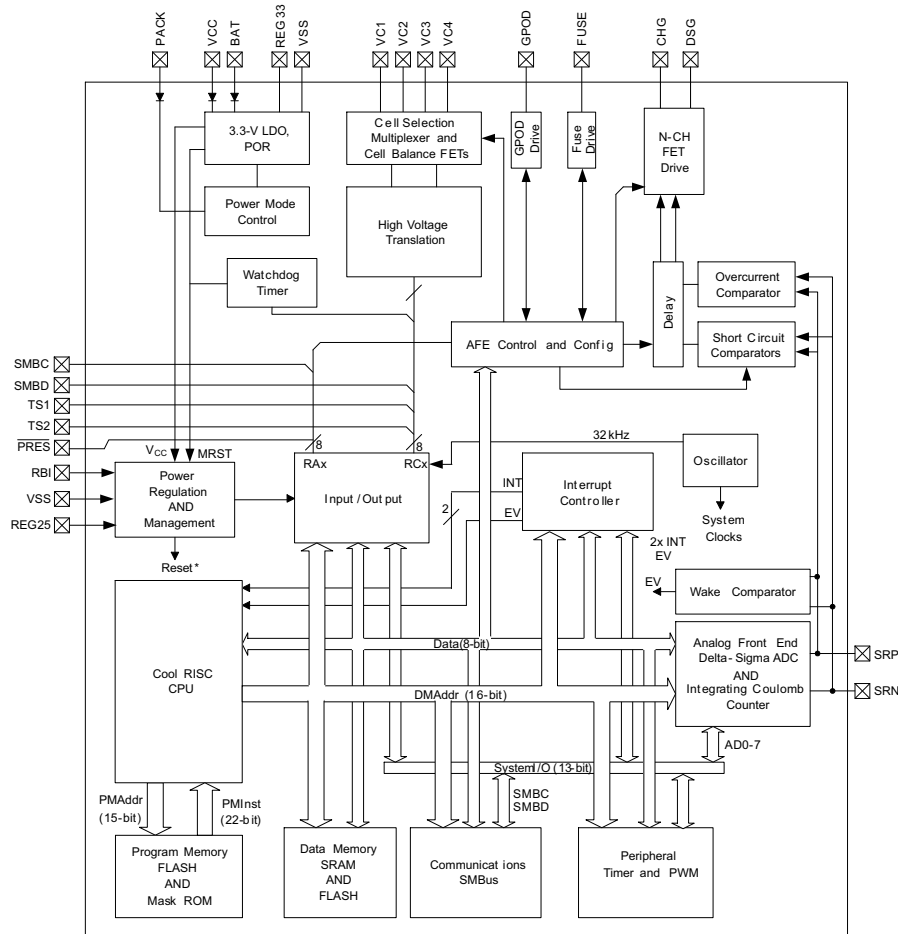 PACK
VCC
BAT
REG33
VSS
VC1
VC2
VC3
VC4
GPOD
FUSE
CHG
DSG
3.3-V LDO,
POR
Cell Selection
Multiplexer and
Cell Balance FETs
GPOD
Drive
Fuse
Drive
N-CH
FET
Drive
Power Mode
Control
High Voltage
Translation
Watchdog
Timer
Delay
Overcurrent
Comparator
AFE Control and Config
Short Circuit
Comparators
SMBC
SMBD
TS1
TS2
PRES
RBI
VSS
REG25
VCC
MRST
8
8
32kHz
RAx
RCx
Input/Output
Power
Regulation
AND
Management
Reset*
INT
2
EV
Interrupt
Controller
Oscillator
System
Clocks
2x INT
EV
EV
Wake Comparator
Cool RISC
CPU
Data(8-bit)
DMAddr (16-bit)
Analog Front End
Delta-Sigma ADC
AND
Integrating Coulomb
Counter
SRP
SRN
AD0-7
SystemI/O (13-bit)
SMBC
SMBD
PMAddr
(15-bit)
PMInst
(22-bit)
Program Memory
FLASH
AND
Mask ROM
Data Memory
SRAM
AND
FLASH
Communications
SMBus
Peripheral
Timer and PWM